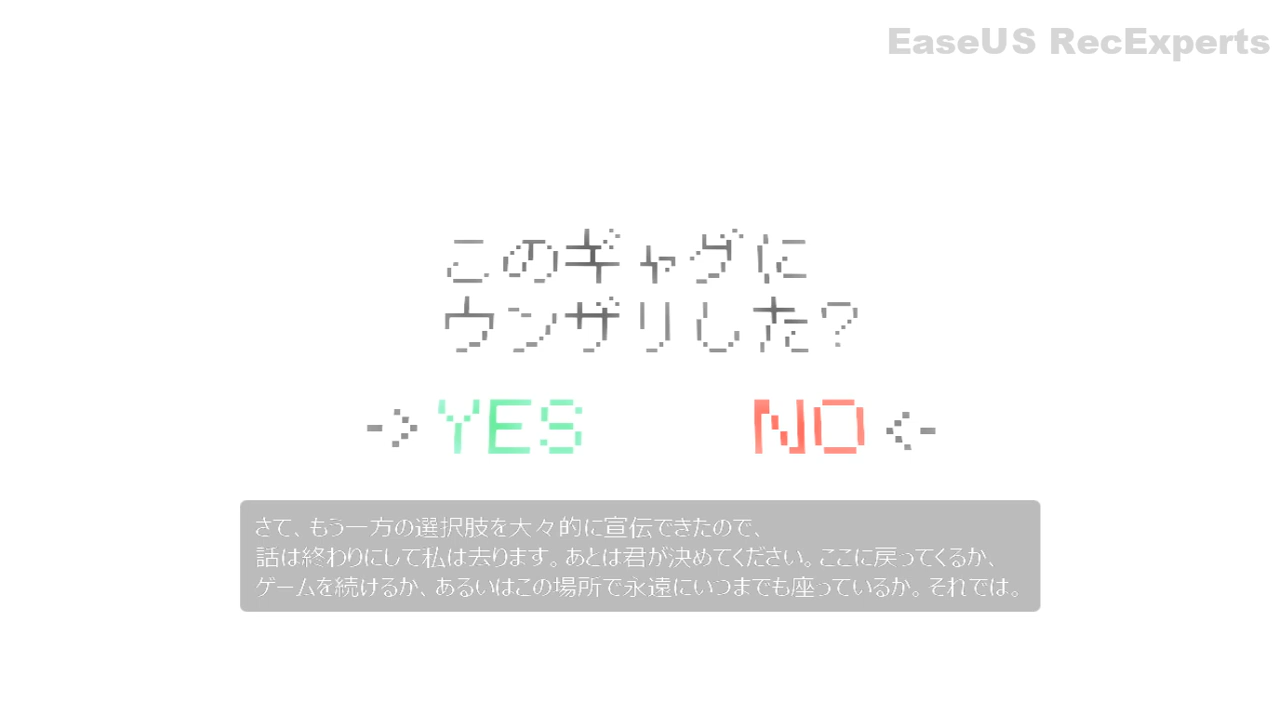 EaseUS RecExperts
このギャグに
ウンザリした?
-> YES NO <-
さて、もう一方の選択肢を大々的に宣伝できたので、
話は終わりにして私は去ります。あとは君が決めてください。ここに戻ってくるか、
ゲームを続けるか、あるいはこの場所で永遠にいつまでも座っているか。それでは。